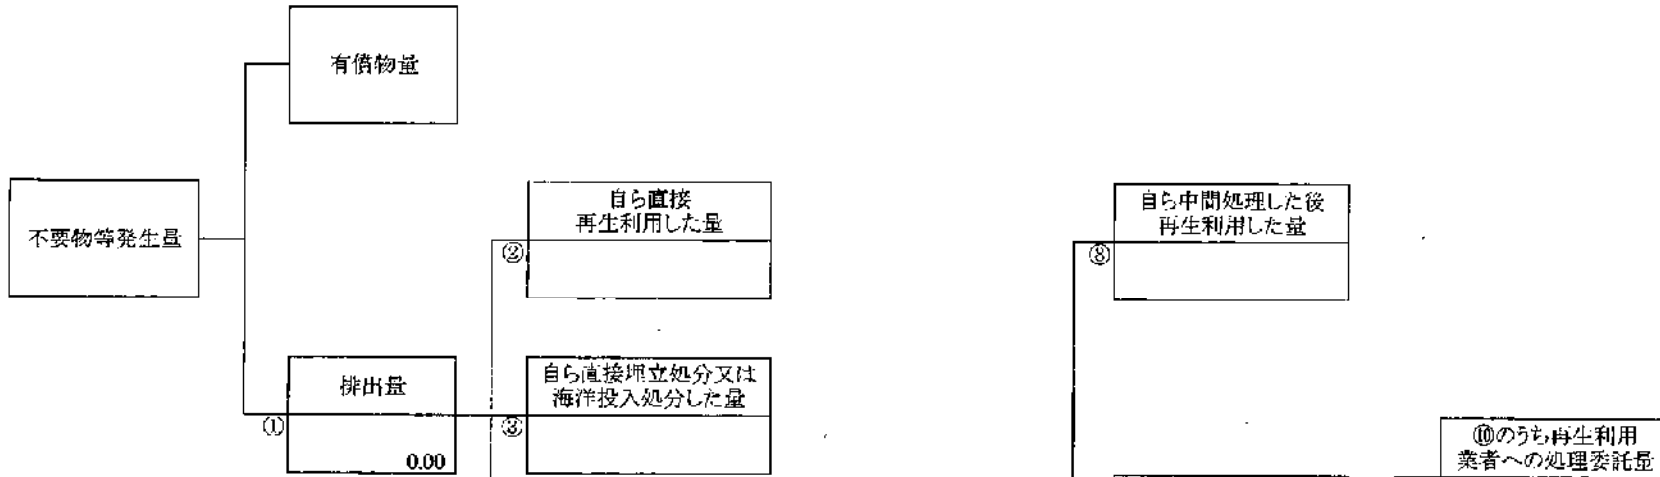 有償物量
不要物等発生量
自ら直接
再生利用した量
②
自ら中間処理した後
再生利用した量
⑧
排出量
①
0.00
自ら直接埋立処分又は
海洋投入処分した量
③
⑩のうち再生利用
業者への処理委託量